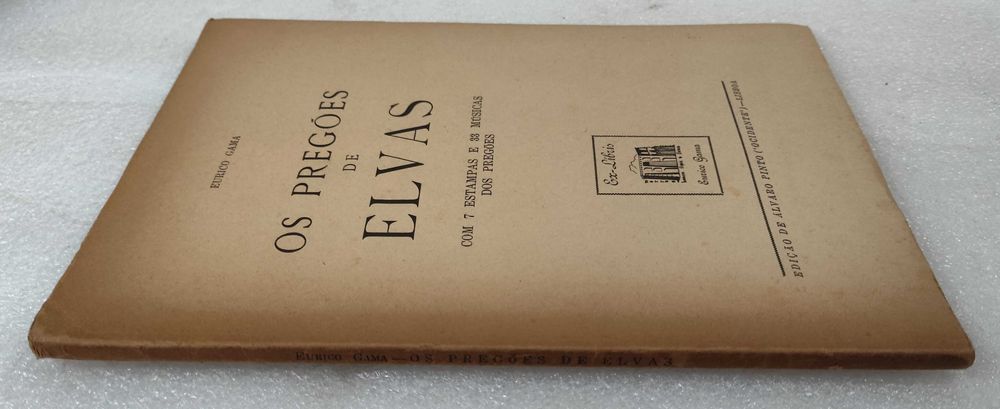 EURICO GAMA
OS PREGÕES
DE
ELVAS
COM 7 ESTAMPAS E 33 MÚSICAS
DOS PREGÕES
Ex-Libris
Eurico Gama
EDIÇÃO DE ALVARO PINTO («OCIDENTE»)—LISBOA
EURICO GAMA—OS PREGÕES DE ELVAS